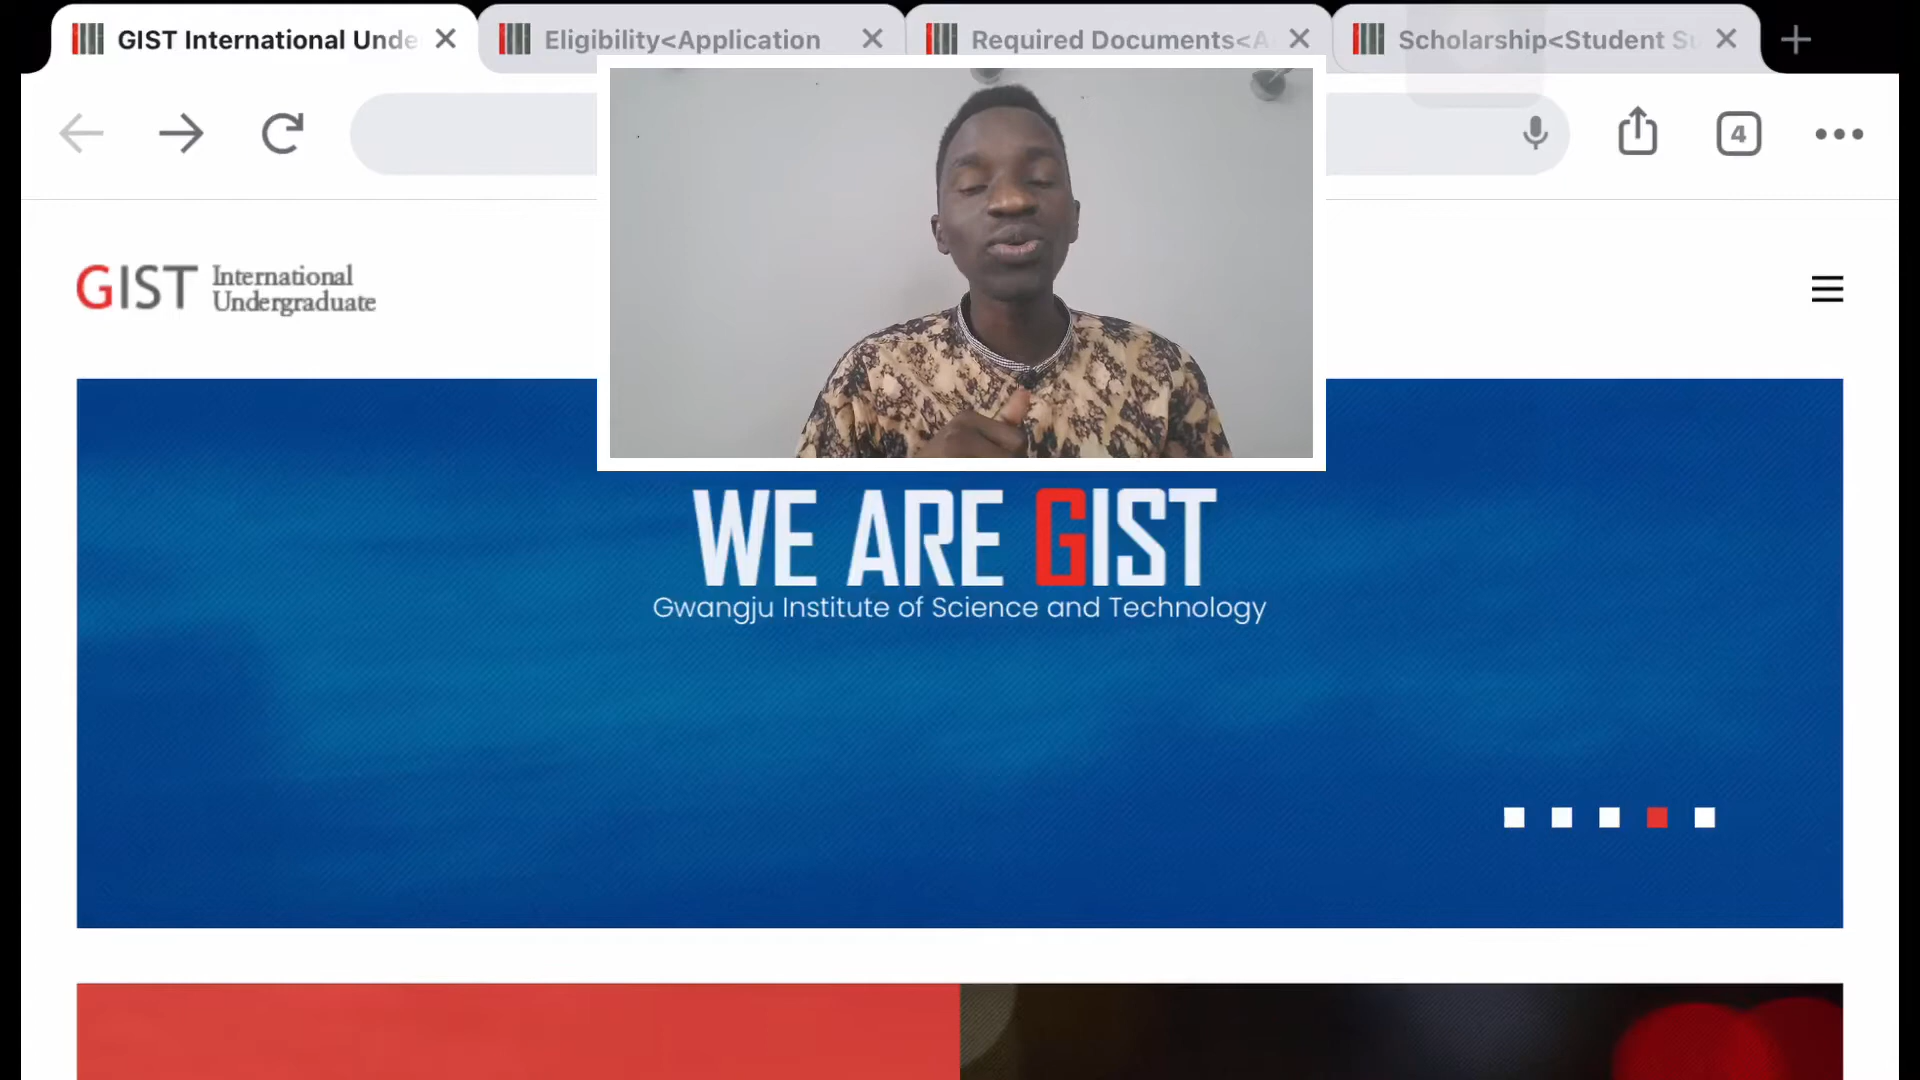 GIST International Unde
Eligibility<Application
Required Documents<A
Scholarship<Student S
4
GIST International
Undergraduate
WE ARE GIST
Gwangju Institute of Science and Technology